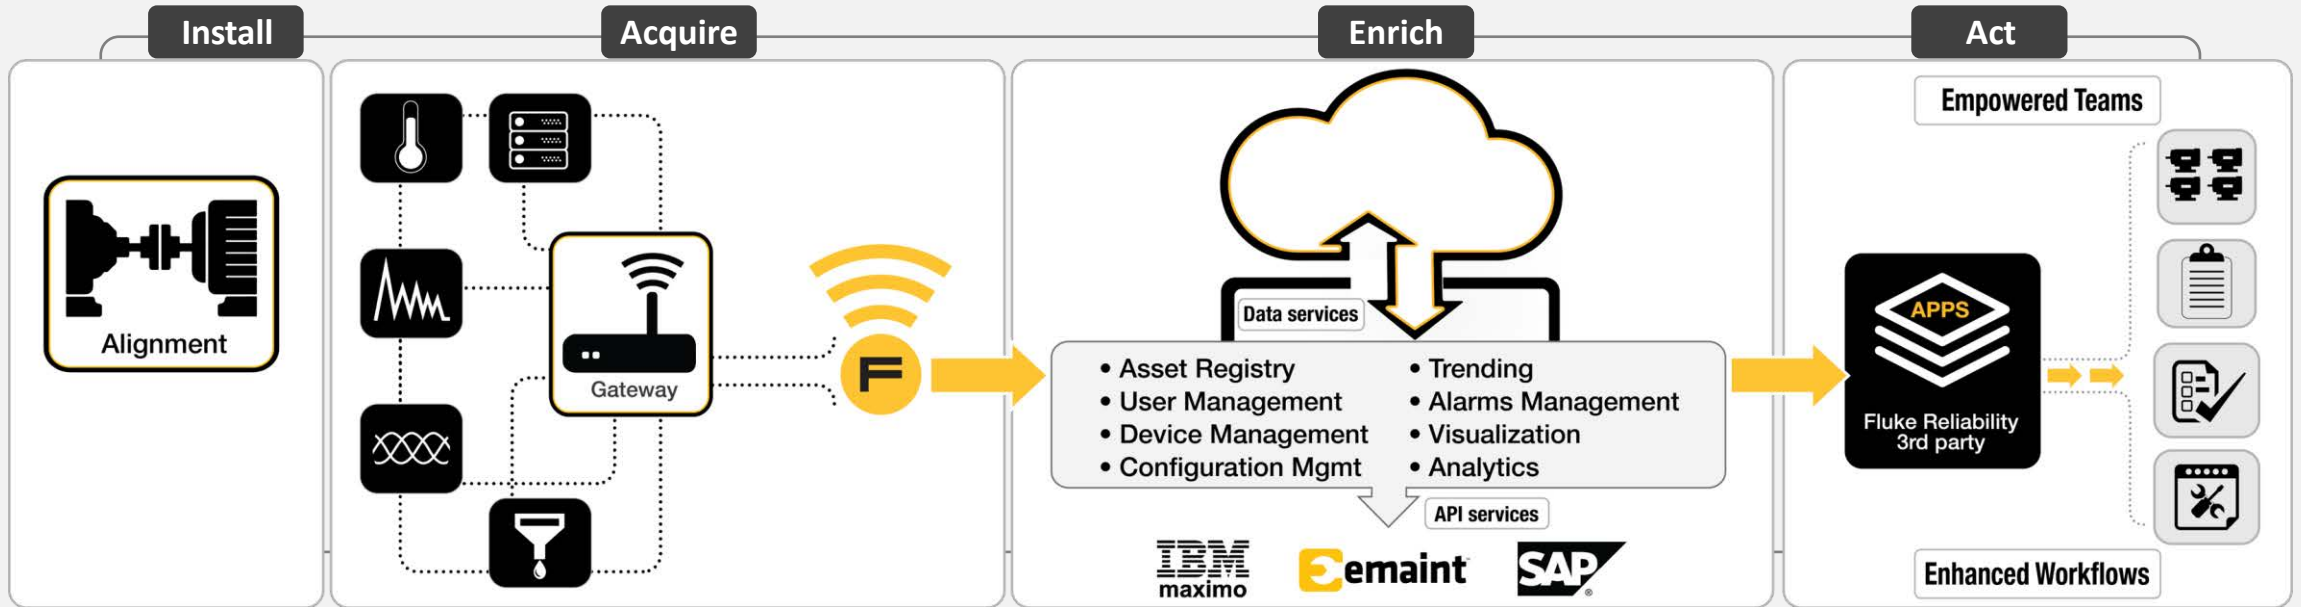 Install
Acquire
Enrich
Act
Alignment
Gateway
F
Data services
• Asset Registry
• User Management
• Device Management
• Configuration Mgmt
• Trending
• Alarms Management
• Visualization
• Analytics
API services
IBM
maximo
emaint
SAP®
Empowered Teams
APPS
Fluke Reliability
3rd party
Enhanced Workflows